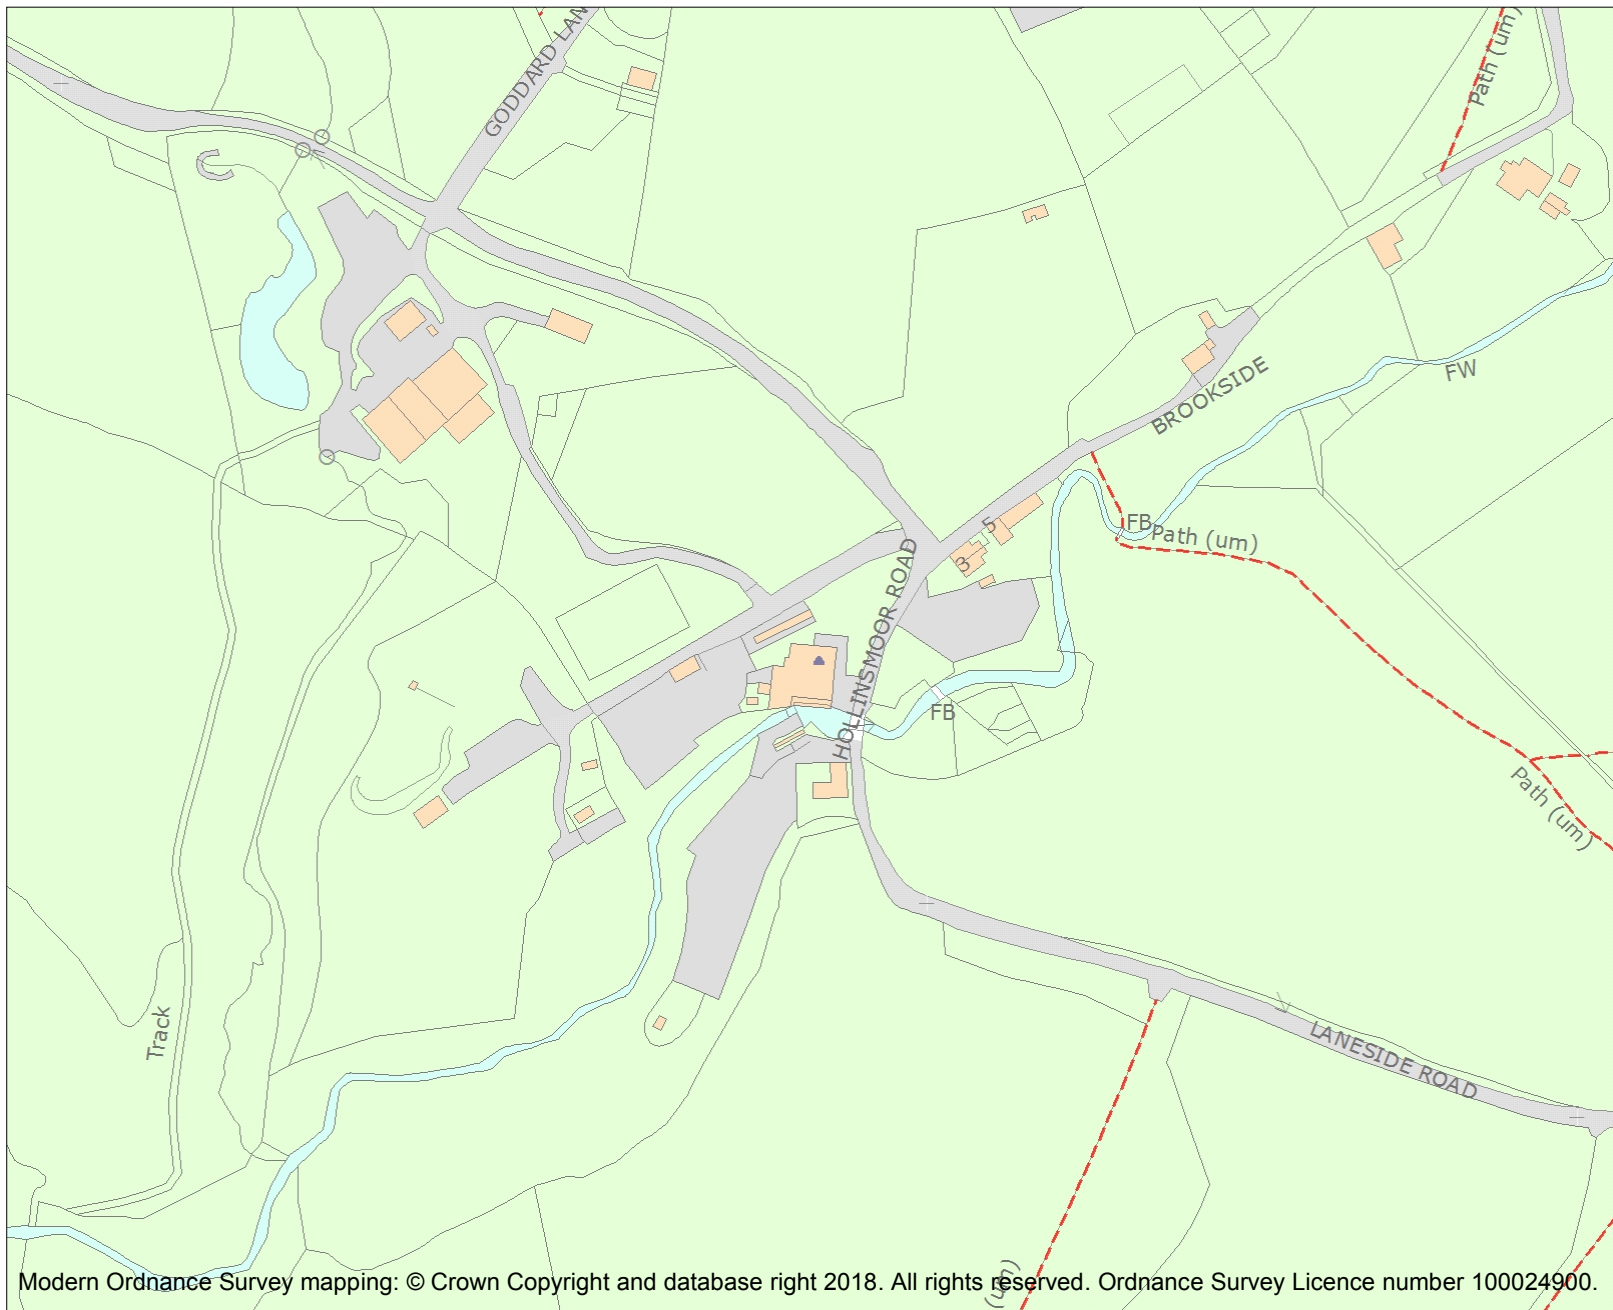 GODDARD LAN
Path (um)
BROOKSIDE
FW
5
FB
Path (um)
3
HOLLINSMOOR ROAD
FB
Path (um)
Track
LANESIDE ROAD
(um)
Modern Ordnance Survey mapping: © Crown Copyright and database right 2018. All rights reserved. Ordnance Survey Licence number 100024900.